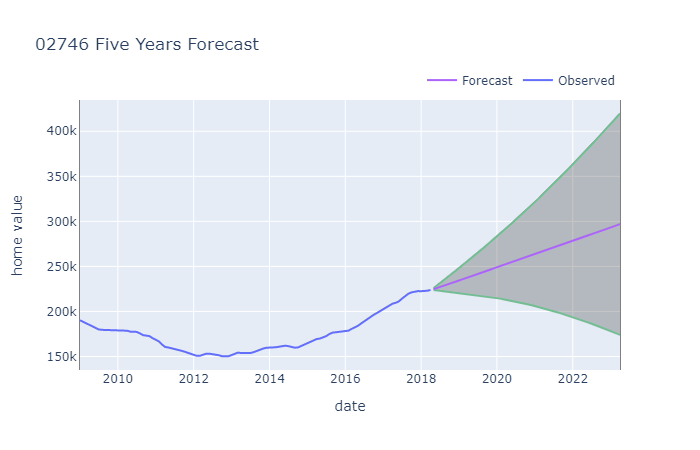 02746 Five Years Forecast
Forecast Observed
home value
400k
350k
300k
250k
200k
150k
2010 2012 2014 2016 2018 2020 2022
date